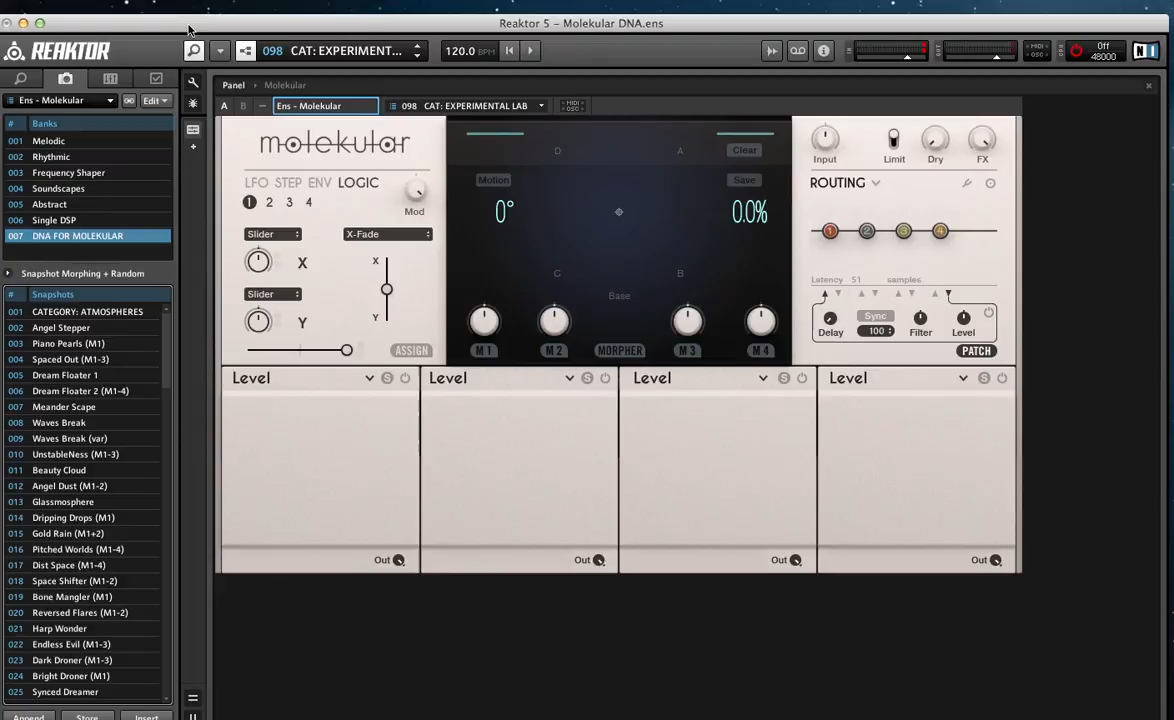 Reaktor 5 – Molekular DNA.ens
REAKTOR
098 CAT: EXPERIMENT...
120.0 BPM
IN
OUT
MIDI
OSC
Off
48000
NI
Ens - Molekular
Edit
Panel
Molekular
A B
Ens - Molekular
098 CAT: EXPERIMENTAL LAB
MIDI
OSC
# Banks
001 Melodic
002 Rhythmic
003 Frequency Shaper
004 Soundscapes
005 Abstract
006 Single DSP
007 DNA FOR MOLEKULAR
Snapshot Morphing + Random
# Snapshots
001 CATEGORY: ATMOSPHERES
002 Angel Stepper
003 Piano Pearls (M1)
004 Spaced Out (M1-3)
005 Dream Floater 1
006 Dream Floater 2 (M1-4)
007 Meander Scape
008 Waves Break
009 Waves Break (var)
010 UnstableNess (M1-3)
011 Beauty Cloud
012 Angel Dust (M1-2)
013 Glassmosphere
014 Dripping Drops (M1)
015 Gold Rain (M1+2)
016 Pitched Worlds (M1-4)
017 Dist Space (M1-4)
018 Space Shifter (M1-2)
019 Bone Mangler (M1)
020 Reversed Flares (M1-2)
021 Harp Wonder
022 Endless Evil (M1-3)
023 Dark Droner (M1-3)
024 Bright Droner (M1)
025 Synced Dreamer
Append Store Insert
molekular
LFO STEP ENV LOGIC
1 2 3 4
Mod
Slider
X-Fade
X
X
Slider
Y
Y
ASSIGN
D A
Clear
Motion
Save
0° 0.0%
C B
Base
M 1 M 2 MORPHER M 3 M 4
Input Limit Dry FX
ROUTING
1 2 3 4
Latency 51 samples
Sync
100
Delay Filter Level
PATCH
Level S
Level S
Level S
Level S
Out
Out
Out
Out